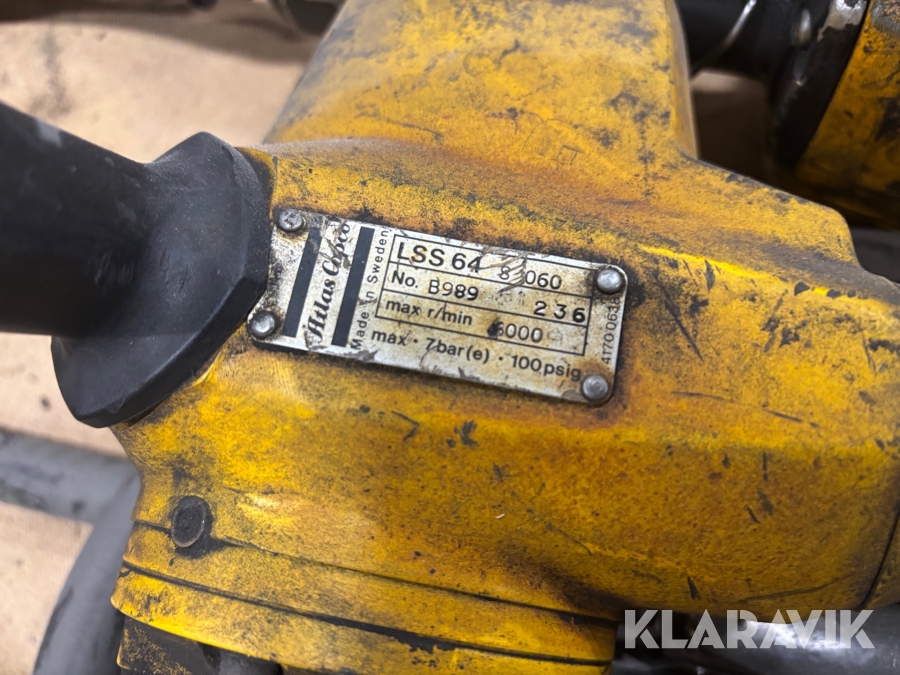 Atlas Copco
Made in Sweden
LSS 64 S 060
No. B989 236
max r/min 6000
max · 7bar(e) · 100psig
KLARAVIK